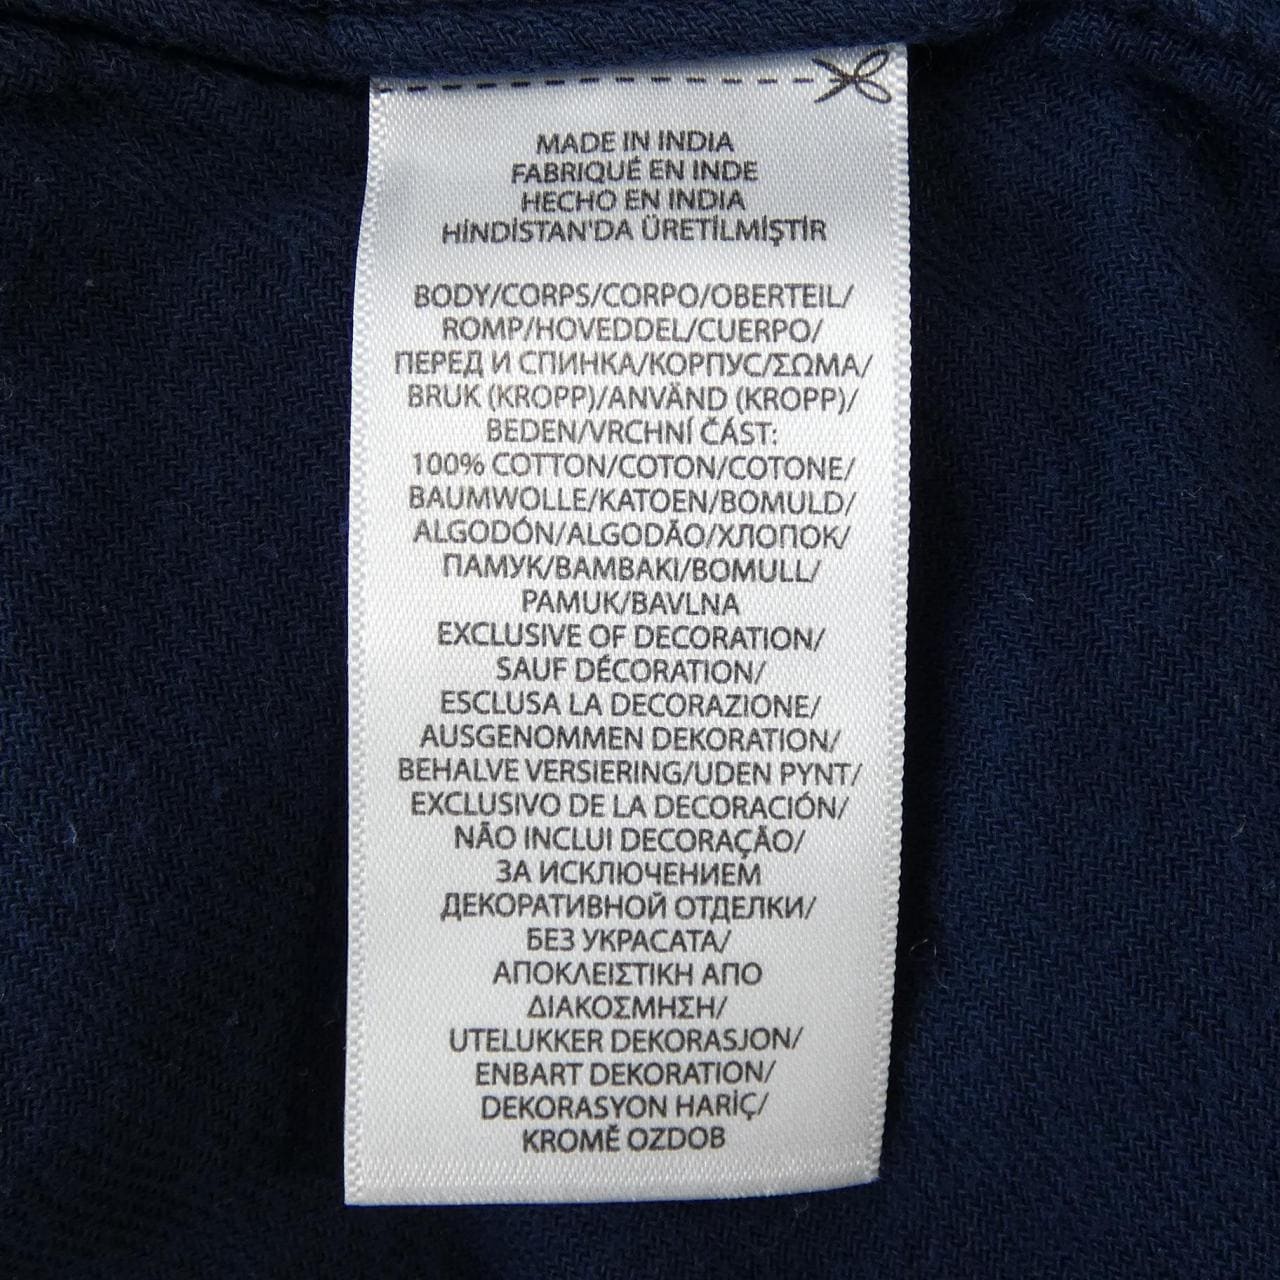 MADE IN INDIA
FABRIQUÉ EN INDE
HECHO EN INDIA
HİNDİSTAN'DA ÜRETİLMİŞTİR
BODY/CORPS/CORPO/OBERTEIL/
ROMP/HOVEDDEL/CUERPO/
ПЕРЕД И СПИНКА/КОРПУС/ΣΩΜΑ/
BRUK (KROPP)/ANVÄND (KROPP)/
BEDEN/VRCHNÍ ČÁST:
100% COTTON/COTON/COTONE/
BAUMWOLLE/KATOEN/BOMULD/
ALGODÓN/ALGODÃO/ХЛОПОК/
ПАМУК/BAMBAKI/BOMULL/
PAMUK/BAVLNA
EXCLUSIVE OF DECORATION/
SAUF DÉCORATION/
ESCLUSA LA DECORAZIONE/
AUSGENOMMEN DEKORATION/
BEHALVE VERSIERING/UDEN PYNT/
EXCLUSIVO DE LA DECORACIÓN/
NÃO INCLUI DECORAÇÃO/
ЗА ИСКЛЮЧЕНИЕМ
ДЕКОРАТИВНОЙ ОТДЕЛКИ/
БЕЗ УКРАСАТА/
ΑΠΟΚΛΕΙΣΤΙΚΗ ΑΠΟ
ΔΙΑΚΟΣΜΗΣΗ/
UTELUKKER DEKORASJON/
ENBART DEKORATION/
DEKORASYON HARİÇ/
KROMĚ OZDOB